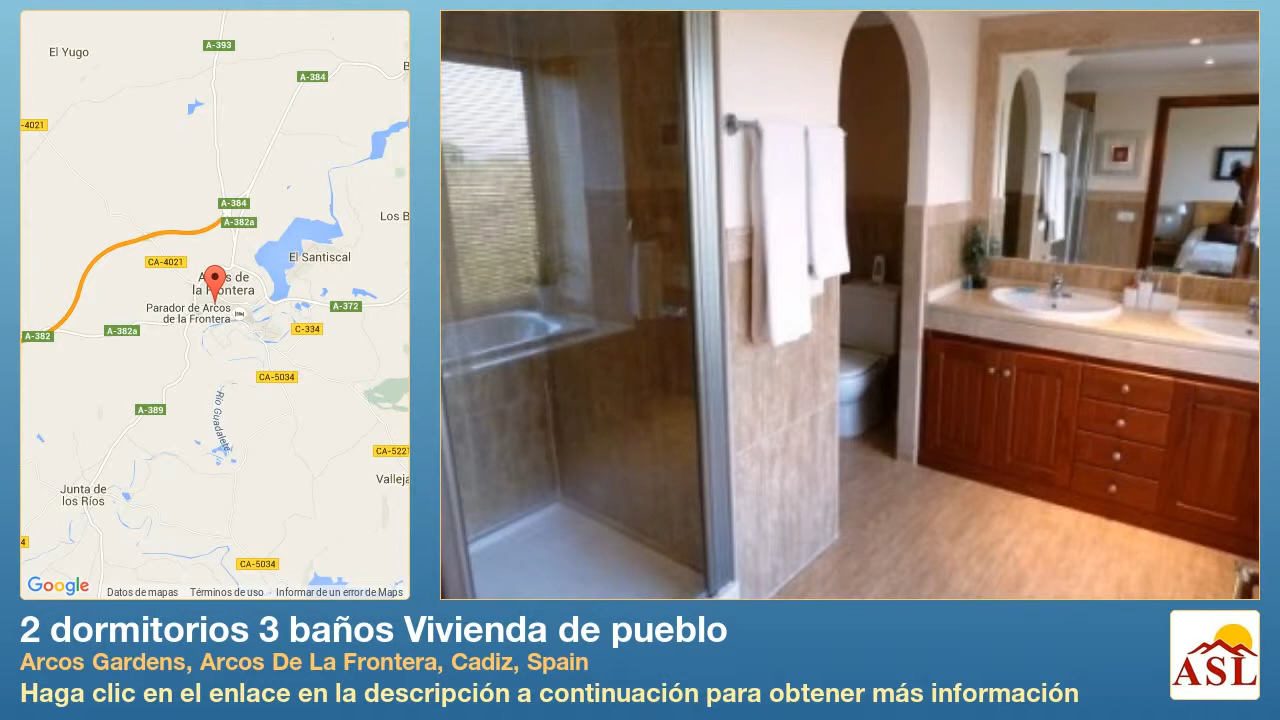 El Yugo
A-393
A-384
B
-4021
A-384
A-382a
Los B
El Santiscal
CA-4021
Arcos de
la Frontera
Parador de Arcos
de la Frontera
A-372
A-382
A-382a
C-334
CA-5034
A-389
Río Guadalete
CA-5221
Valleja
Junta de
los Ríos
4
CA-5034
Google
Datos de mapas
Términos de uso
Informar de un error de Maps
2 dormitorios 3 baños Vivienda de pueblo
Arcos Gardens, Arcos De La Frontera, Cadiz, Spain
Haga clic en el enlace en la descripción a continuación para obtener más información
ASL